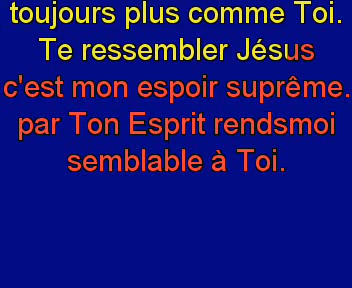 toujours plus comme Toi.
Te ressembler Jésus
c'est mon espoir suprême.
par Ton Esprit rendsmoi
semblable à Toi.